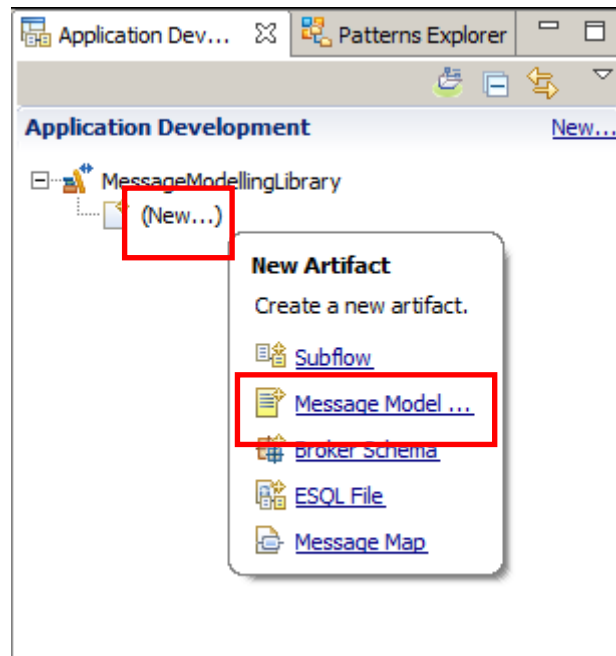 Application Dev... Patterns Explorer
Application Development New...
MessageModellingLibrary
(New...)
New Artifact
Create a new artifact.
Subflow
Message Model ...
Broker Schema
ESQL File
Message Map